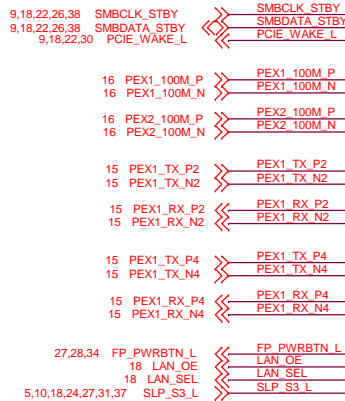 9,18,22,26,38 SMBCLK_STBY SMBCLK_STBY
9,18,22,26,38 SMBDATA_STBY SMBDATA_STBY
9,18,22,30 PCIE_WAKE_L PCIE_WAKE_L
16 PEX1_100M_P PEX1_100M_P
16 PEX1_100M_N PEX1_100M_N
16 PEX2_100M_P PEX2_100M_P
16 PEX2_100M_N PEX2_100M_N
15 PEX1_TX_P2 PEX1_TX_P2
15 PEX1_TX_N2 PEX1_TX_N2
15 PEX1_RX_P2 PEX1_RX_P2
15 PEX1_RX_N2 PEX1_RX_N2
15 PEX1_TX_P4 PEX1_TX_P4
15 PEX1_TX_N4 PEX1_TX_N4
15 PEX1_RX_P4 PEX1_RX_P4
15 PEX1_RX_N4 PEX1_RX_N4
27,28,34 FP_PWRBTN_L FP_PWRBTN_L
18 LAN_OE LAN_OE
18 LAN_SEL LAN_SEL
5,10,18,24,27,31,37 SLP_S3_L SLP_S3_L